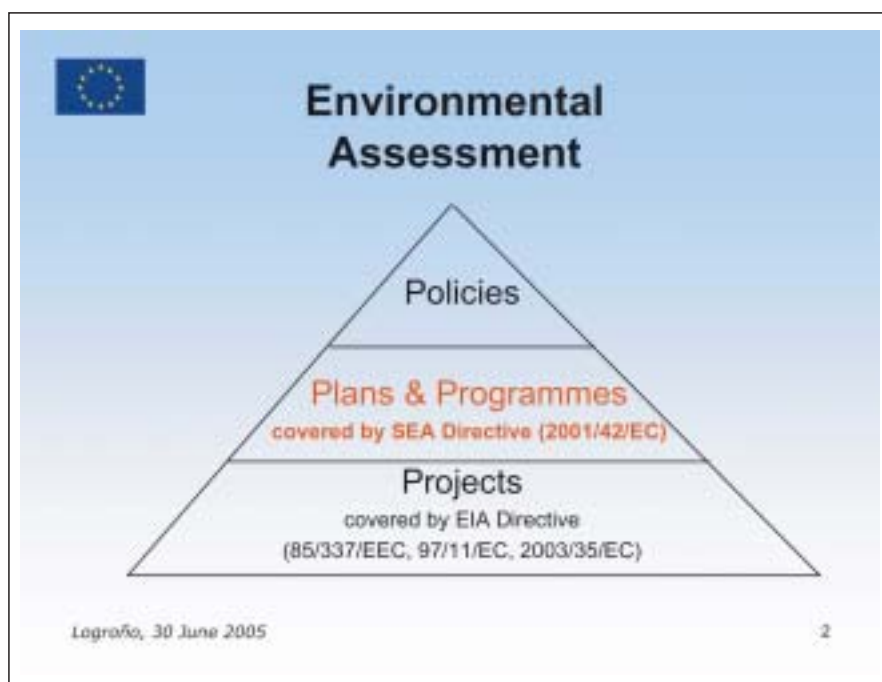 Environmental
Assessment
Policies
Plans & Programmes
covered by SEA Directive (2001/42/EC)
Projects
covered by EIA Directive
(85/337/EEC, 97/11/EC, 2003/35/EC)
Logroño, 30 June 2005
2